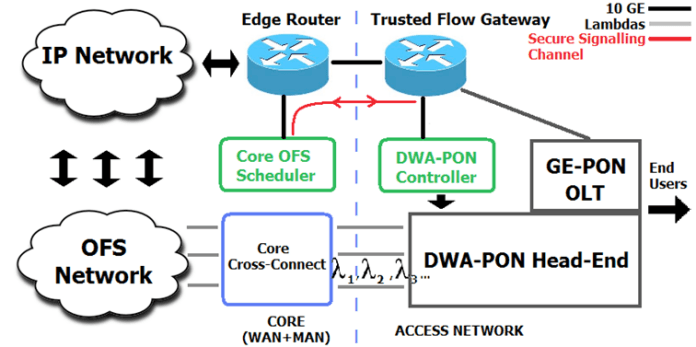 Edge Router
Trusted Flow Gateway
10 GE
Lambdas
Secure Signalling
Channel
IP Network
Core OFS
Scheduler
DWA-PON
Controller
GE-PON
OLT
End
Users
OFS
Network
Core
Cross-Connect
λ1,λ2,λ3...
DWA-PON Head-End
CORE
(WAN+MAN)
ACCESS NETWORK